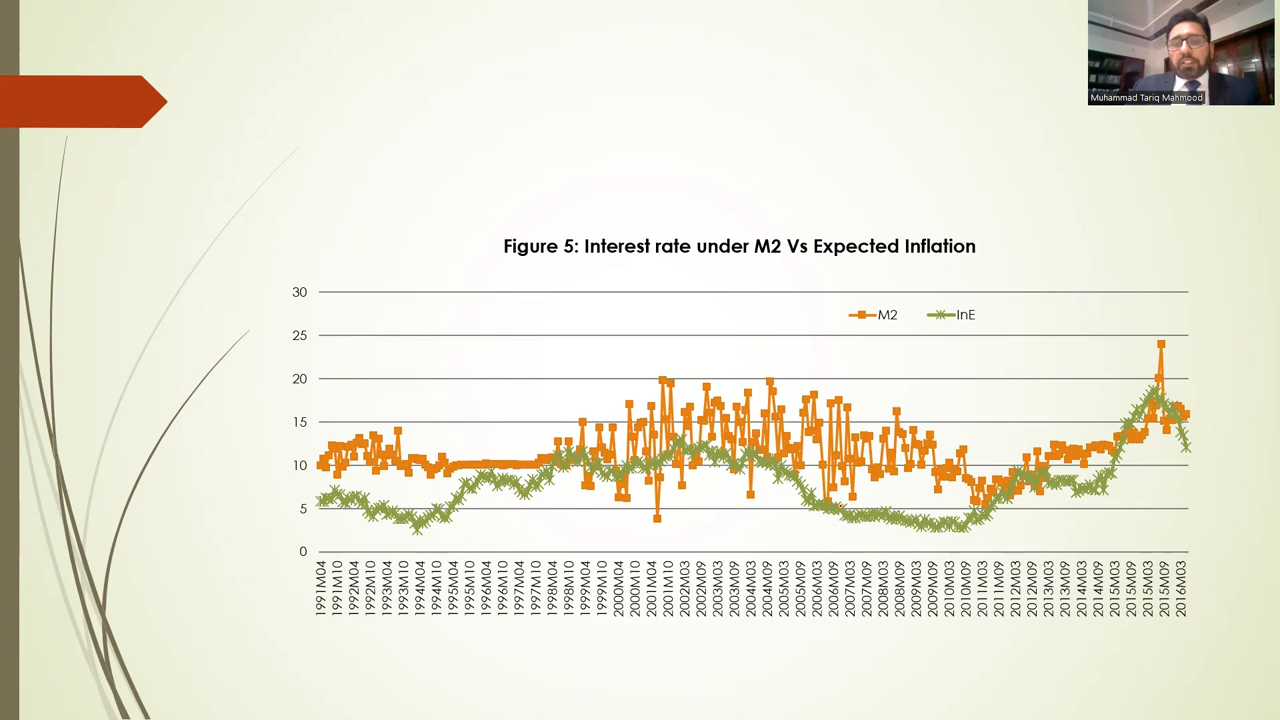 Muhammad Tariq Mahmood
Figure 5: Interest rate under M2 Vs Expected Inflation
30
25
20
15
10
5
0
M2
InE
1991M04
1991M10
1992M04
1992M10
1993M04
1993M10
1994M04
1994M10
1995M04
1995M10
1996M04
1996M10
1997M04
1997M10
1998M04
1998M10
1999M04
1999M10
2000M04
2000M10
2001M04
2001M10
2002M03
2002M09
2003M03
2003M09
2004M03
2004M09
2005M03
2005M09
2006M03
2006M09
2007M03
2007M09
2008M03
2008M09
2009M03
2009M09
2010M03
2010M09
2011M03
2011M09
2012M03
2012M09
2013M03
2013M09
2014M03
2014M09
2015M03
2015M09
2015M03
2015M09
2016M03